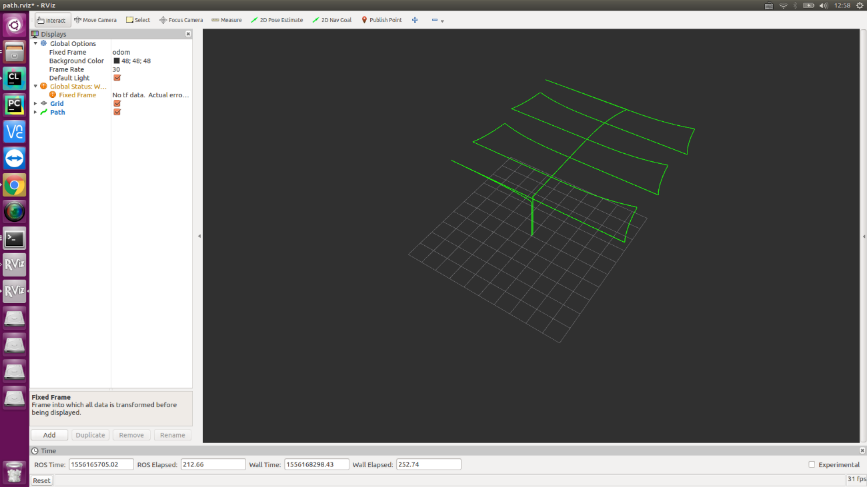 path.rviz* - RViz
12:58
Interact Move Camera Select Focus Camera Measure 2D Pose Estimate 2D Nav Goal Publish Point
Displays
Global Options
Fixed Frame odom
Background Color 48; 48; 48
Frame Rate 30
Default Light
Global Status: W...
Fixed Frame No tf data. Actual erro...
Grid
Path
CL
PC
RViz
RViz
Fixed Frame
Frame into which all data is transformed before
being displayed.
Add Duplicate Remove Rename
Time
ROS Time: 1556165705.02 ROS Elapsed: 212.66 Wall Time: 1556168298.43 Wall Elapsed: 252.74 Experimental
Reset 31 fps